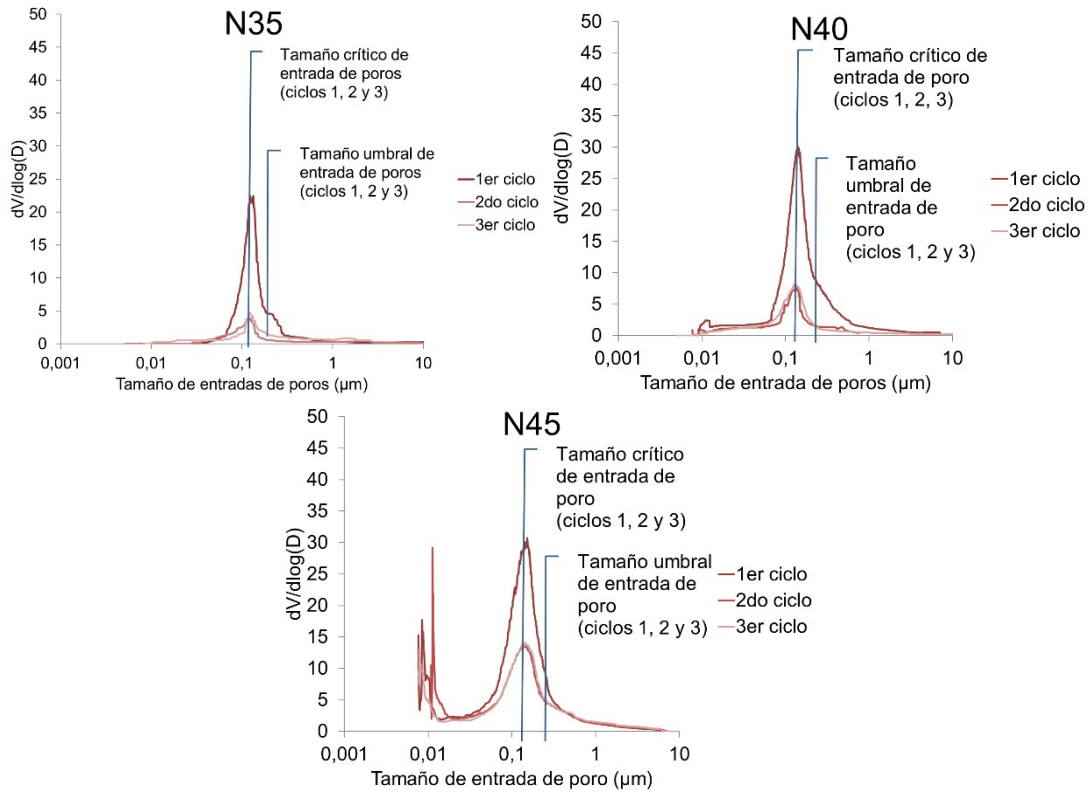 N35
50
45
40
35
30
25
20
15
10
5
0
dV/dlog(D)
Tamaño crítico de
entrada de poros
(ciclos 1, 2 y 3)
Tamaño umbral de
entrada de poros
(ciclos 1, 2 y 3)
1er ciclo
2do ciclo
3er ciclo
0,001
0,01
0,1
1
10
Tamaño de entradas de poros (µm)
N40
50
45
40
35
30
25
20
15
10
5
0
dV/dlog(D)
Tamaño crítico de
entrada de poro
(ciclos 1, 2, 3)
Tamaño
umbral de
entrada de
poro
(ciclos 1, 2 y 3)
1er ciclo
2do ciclo
3er ciclo
0,001
0,01
0,1
1
10
Tamaño de entrada de poros (µm)
N45
50
45
40
35
30
25
20
15
10
5
0
dV/dlog(D)
Tamaño crítico
de entrada de
poro
(ciclos 1, 2 y 3)
Tamaño umbral
de entrada de
poro
(ciclos 1, 2 y 3)
1er ciclo
2do ciclo
3er ciclo
0,001
0,01
0,1
1
10
Tamaño de entrada de poro (µm)